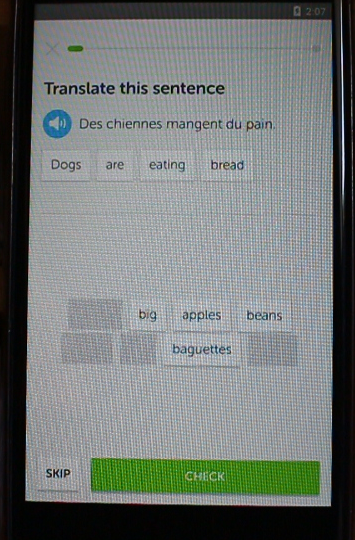 2:07
Translate this sentence
Des chiennes mangent du pain.
Dogs are eating bread
big apples beans
baguettes
SKIP CHECK